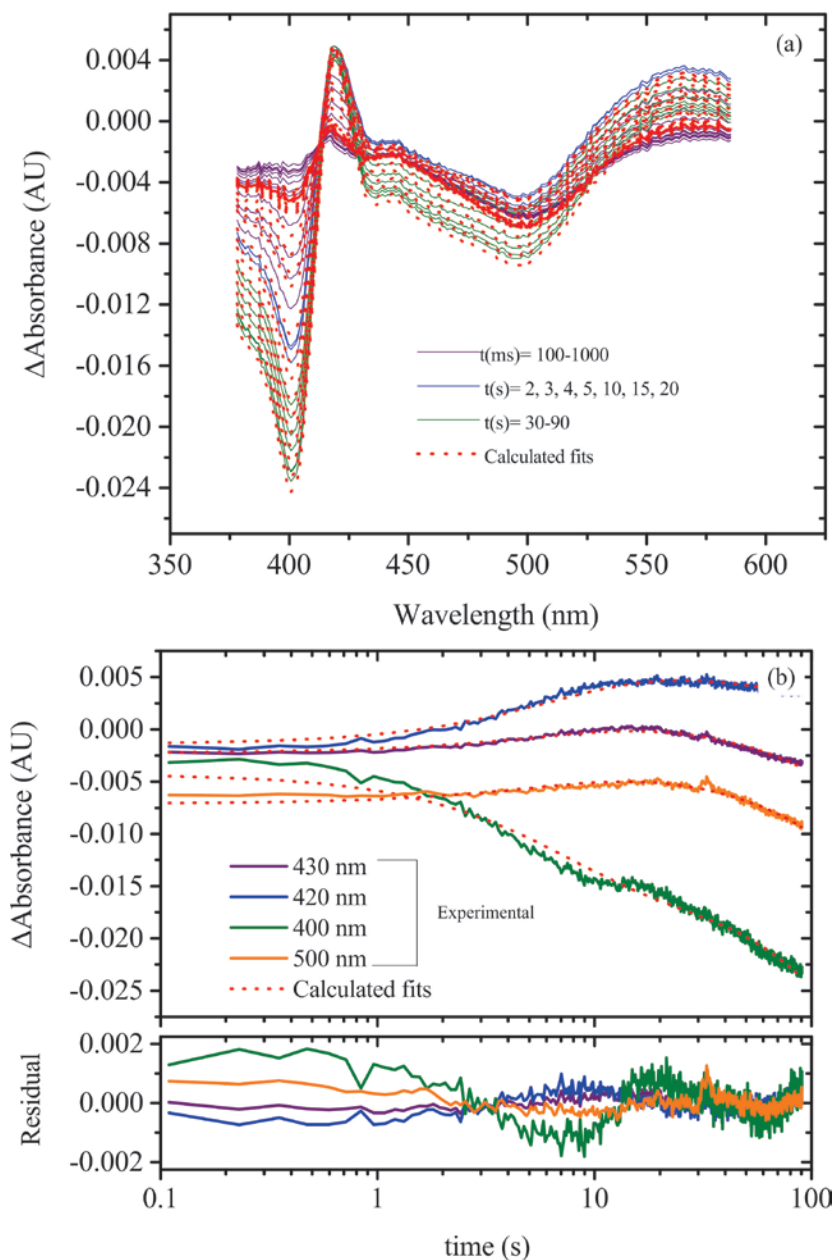 (a)
0.004
0.000
-0.004
-0.008
-0.012
-0.016
-0.020
-0.024
ΔAbsorbance (AU)
t(ms)= 100-1000
t(s)= 2, 3, 4, 5, 10, 15, 20
t(s)= 30-90
Calculated fits
350 400 450 500 550 600
Wavelength (nm)
(b)
0.005
0.000
-0.005
-0.010
-0.015
-0.020
-0.025
ΔAbsorbance (AU)
430 nm
420 nm
400 nm
500 nm
Experimental
Calculated fits
0.002
0.000
-0.002
Residual
0.1 1 10 100
time (s)